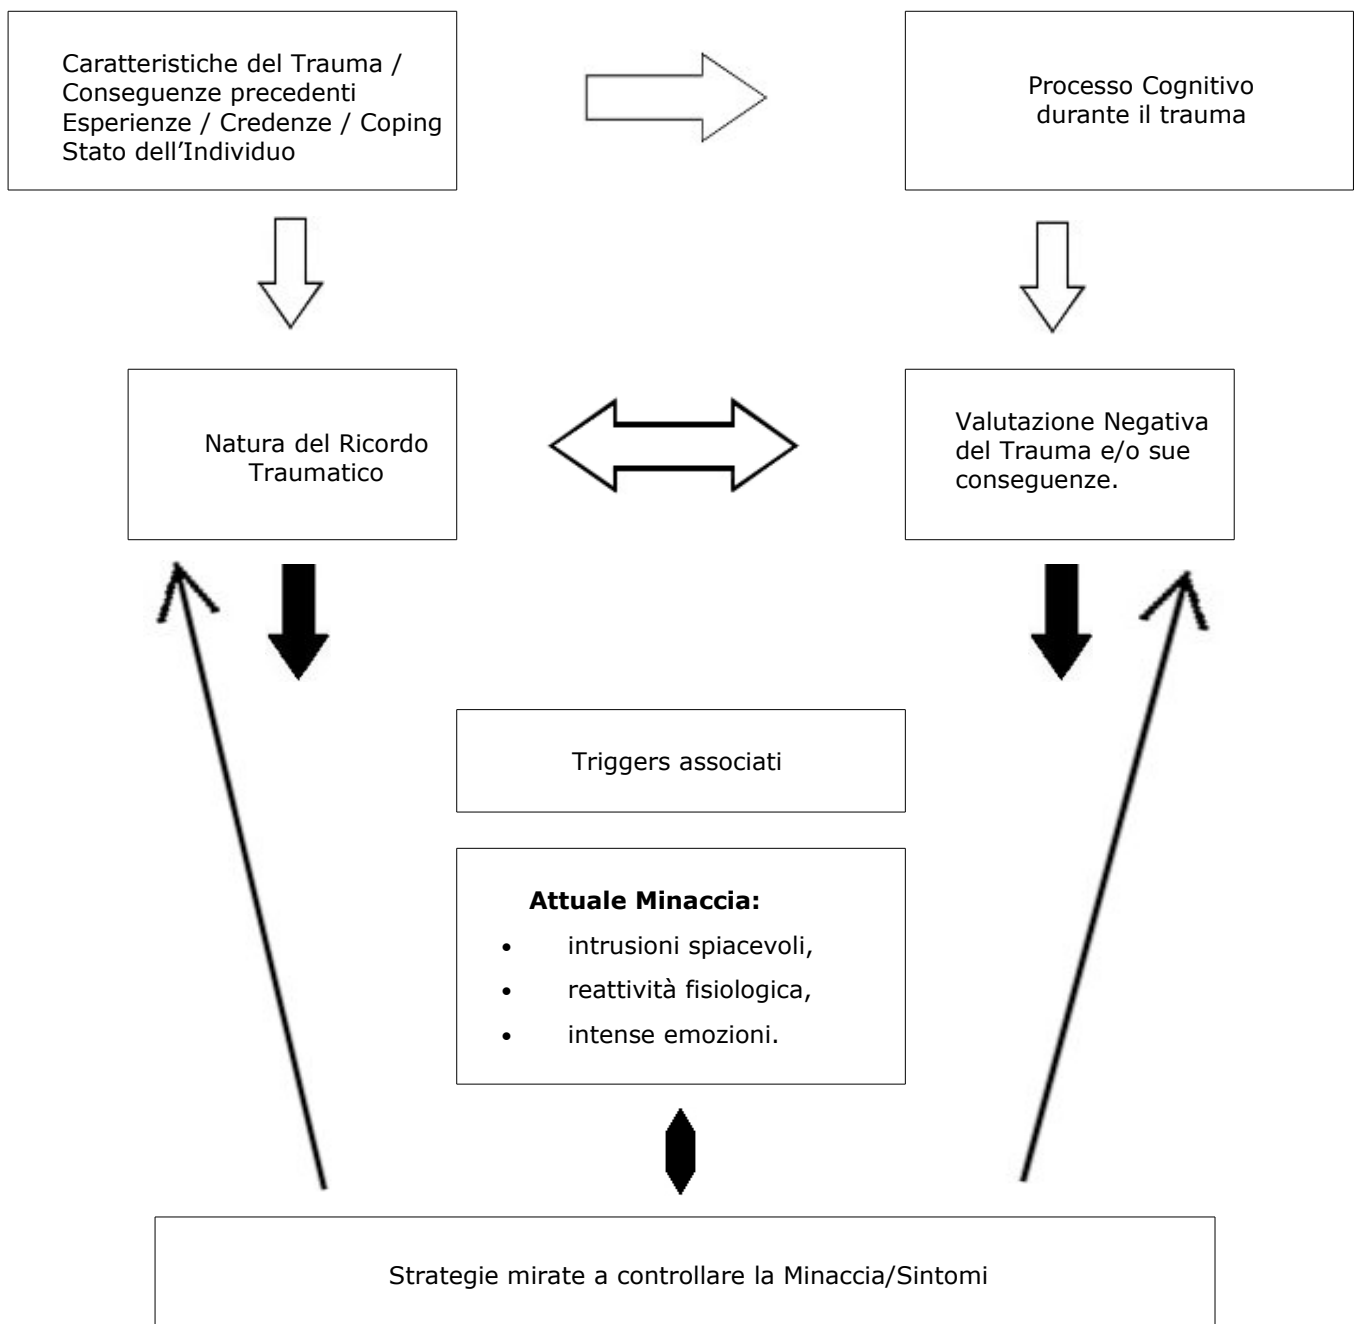 Caratteristiche del Trauma /
Conseguenze precedenti
Esperienze / Credenze / Coping
Stato dell'Individuo
Processo Cognitivo
durante il trauma
Natura del Ricordo
Traumatico
Valutazione Negativa
del Trauma e/o sue
conseguenze.
Triggers associati
Attuale Minaccia:
• intrusioni spiacevoli,
• reattività fisiologica,
• intense emozioni.
Strategie mirate a controllare la Minaccia/Sintomi